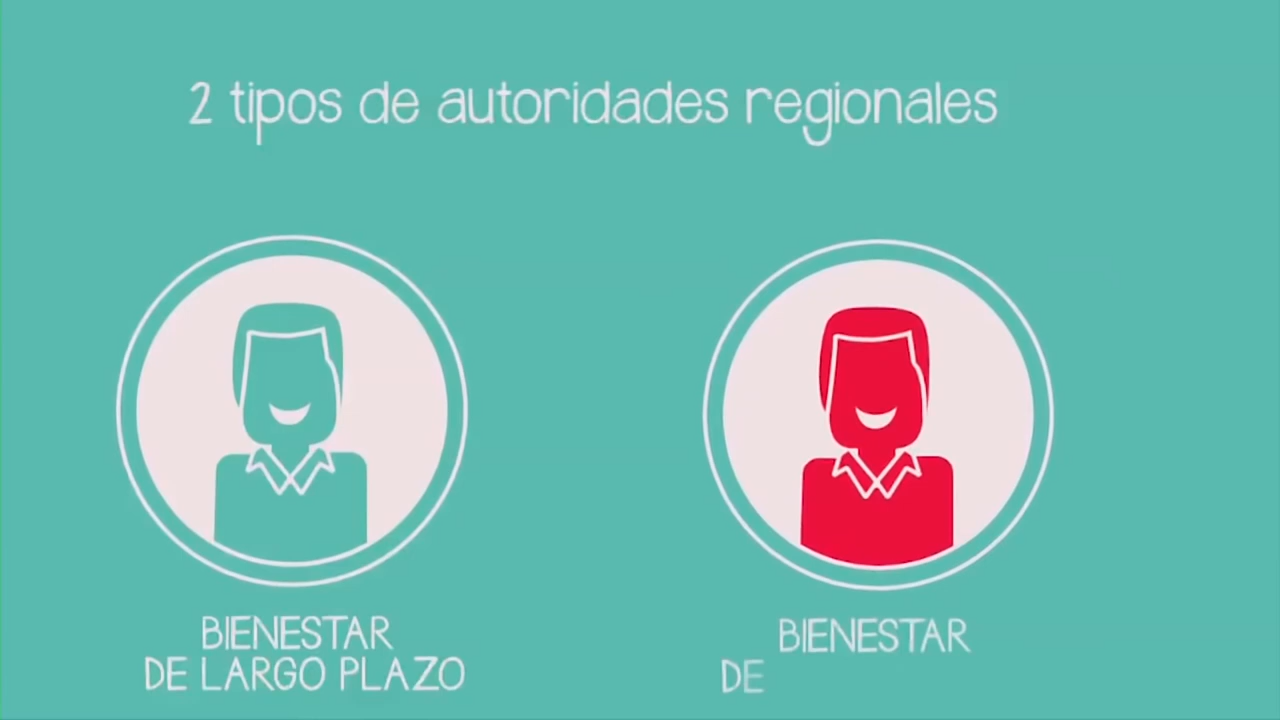 2 tipos de autoridades regionales
BIENESTAR
DE LARGO PLAZO
BIENESTAR
DE